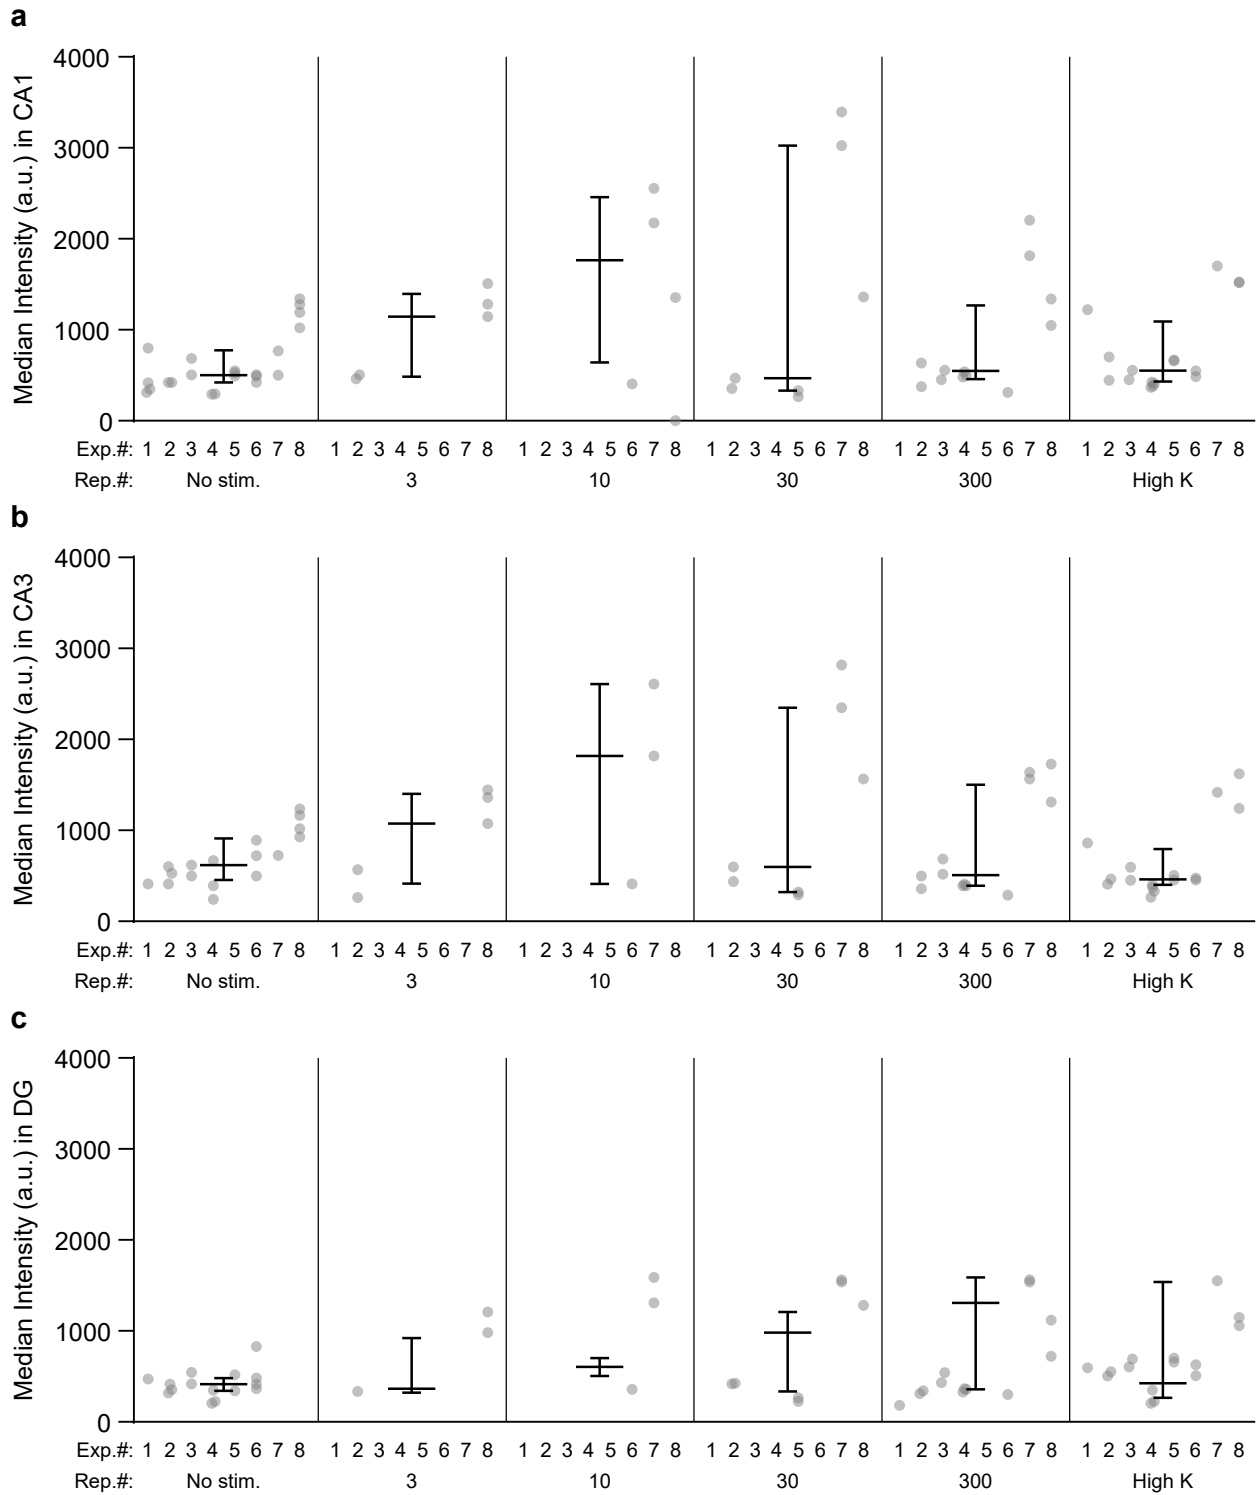 a
Median Intensity (a.u.) in CA1
4000
3000
2000
1000
0
Exp.#: 1 2 3 4 5 6 7 8 1 2 3 4 5 6 7 8 1 2 3 4 5 6 7 8 1 2 3 4 5 6 7 8 1 2 3 4 5 6 7 8 1 2 3 4 5 6 7 8
Rep.#: No stim. 3 10 30 300 High K
b
Median Intensity (a.u.) in CA3
4000
3000
2000
1000
0
Exp.#: 1 2 3 4 5 6 7 8 1 2 3 4 5 6 7 8 1 2 3 4 5 6 7 8 1 2 3 4 5 6 7 8 1 2 3 4 5 6 7 8 1 2 3 4 5 6 7 8
Rep.#: No stim. 3 10 30 300 High K
c
Median Intensity (a.u.) in DG
4000
3000
2000
1000
0
Exp.#: 1 2 3 4 5 6 7 8 1 2 3 4 5 6 7 8 1 2 3 4 5 6 7 8 1 2 3 4 5 6 7 8 1 2 3 4 5 6 7 8 1 2 3 4 5 6 7 8
Rep.#: No stim. 3 10 30 300 High K